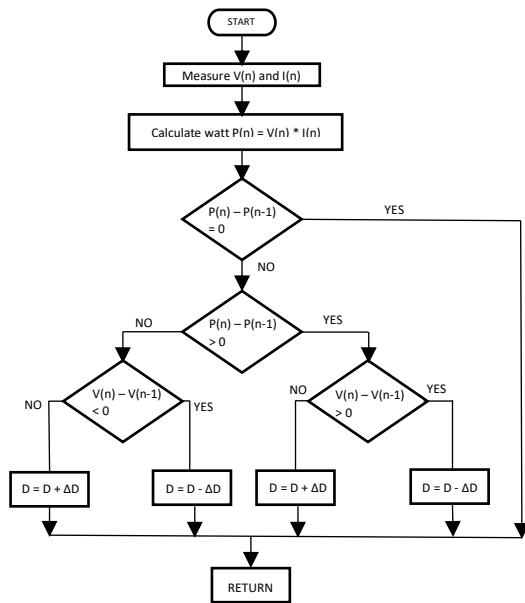 START
Measure V(n) and I(n)
Calculate watt P(n) = V(n) * I(n)
P(n) – P(n-1)
= 0
YES
NO
P(n) – P(n-1)
> 0
NO
YES
V(n) – V(n-1)
< 0
NO
YES
V(n) – V(n-1)
> 0
NO
YES
D = D + ΔD
D = D - ΔD
D = D + ΔD
D = D - ΔD
RETURN